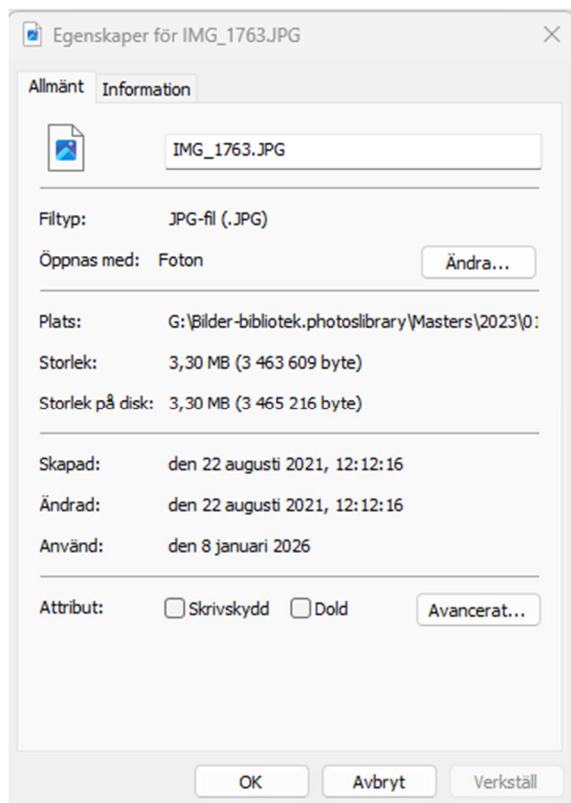 Egenskaper för IMG_1763.JPG
Allmänt Information
IMG_1763.JPG
Filtyp: JPG-fil (.JPG)
Öppnas med: Foton Ändra...
Plats: G:\Bilder-bibliotek.photoslibrary\Masters\2023\01
Storlek: 3,30 MB (3 463 609 byte)
Storlek på disk: 3,30 MB (3 465 216 byte)
Skapad: den 22 augusti 2021, 12:12:16
Ändrad: den 22 augusti 2021, 12:12:16
Använd: den 8 januari 2026
Attribut: Skrivskydd Dold Avancerat...
OK Avbryt Verkställ